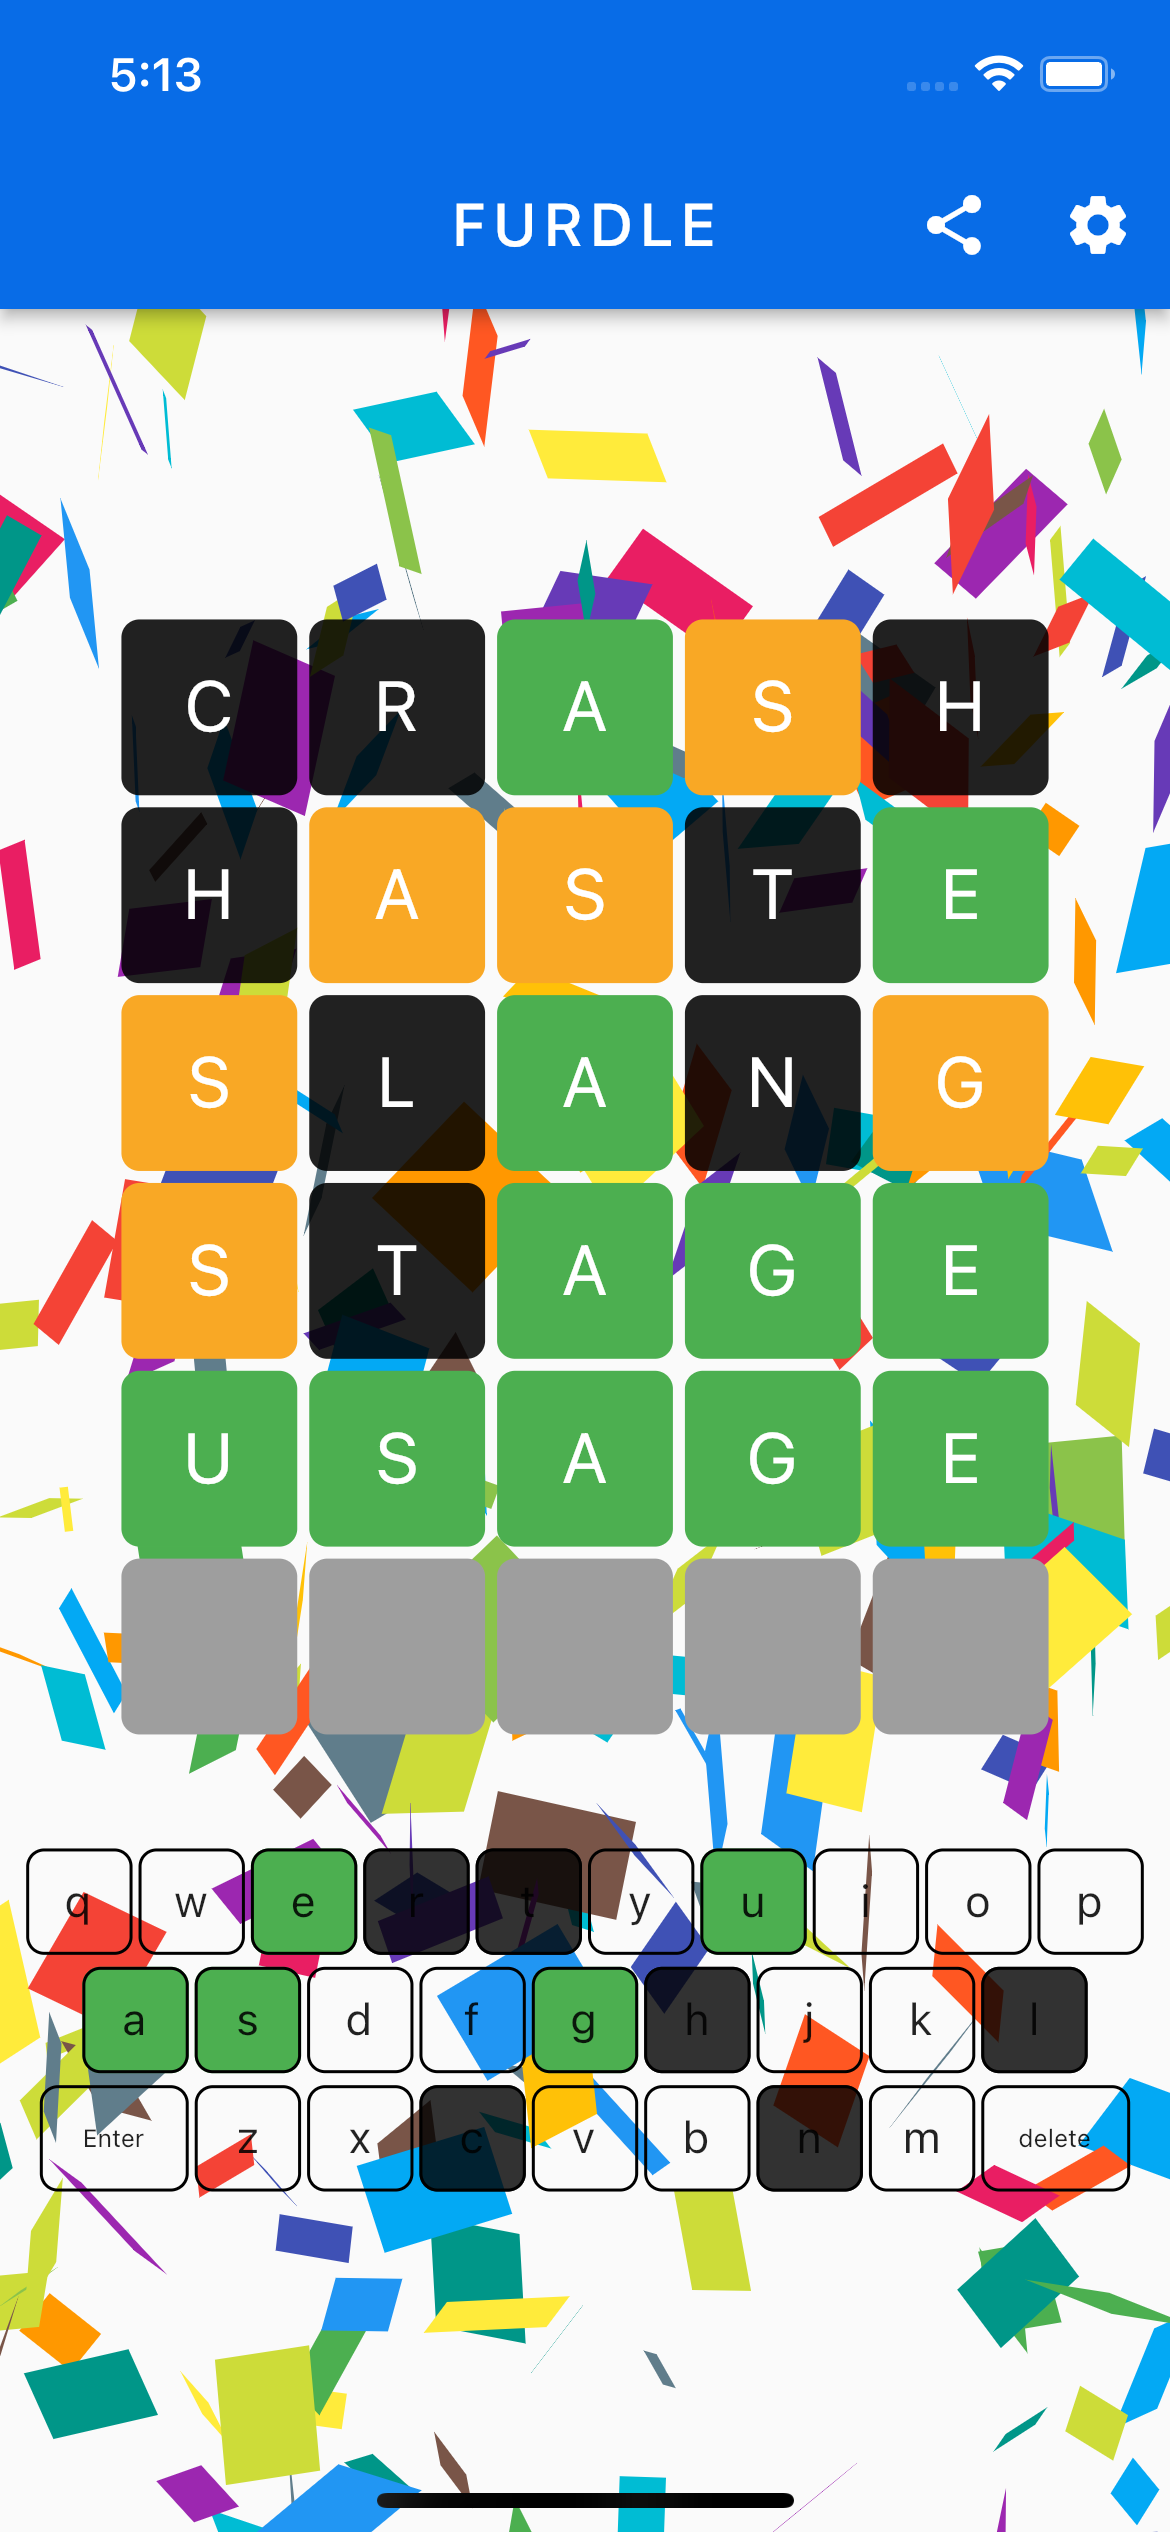 5:13
FURDLE
C R A S H
H A S T E
S L A N G
S T A G E
U S A G E
q w e r t y u i o p
a s d f g h j k l
Enter z x c v b n m delete